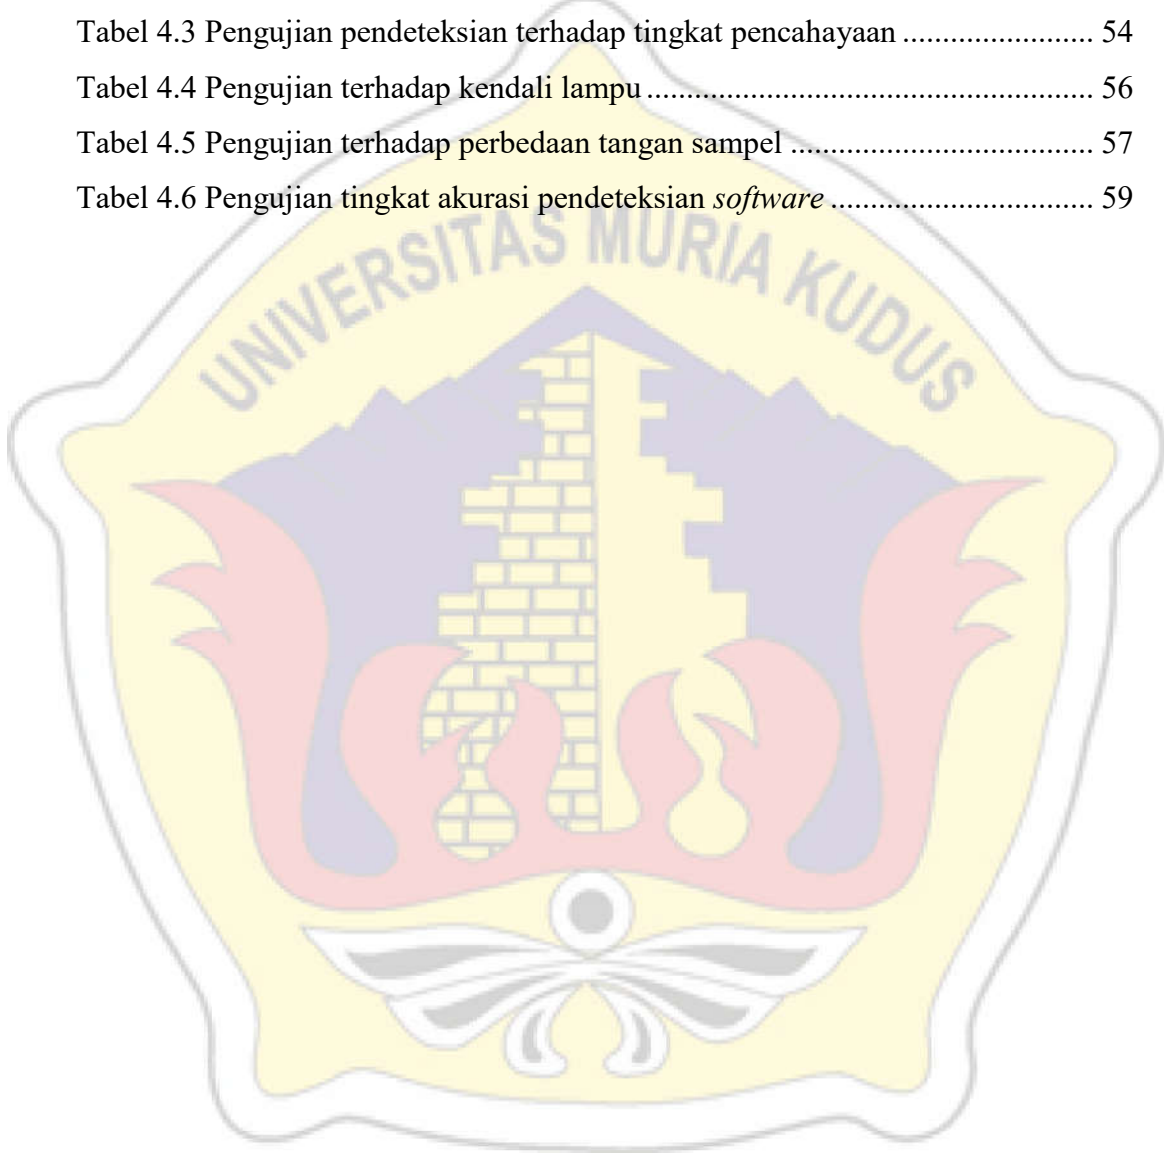 Tabel 4.3 Pengujian pendeteksian terhadap tingkat pencahayaan ........................ 54
Tabel 4.4 Pengujian terhadap kendali lampu ........................................................ 56
Tabel 4.5 Pengujian terhadap perbedaan tangan sampel ...................................... 57
Tabel 4.6 Pengujian tingkat akurasi pendeteksian software ................................. 59
UNIVERSITAS MURIA KUDUS